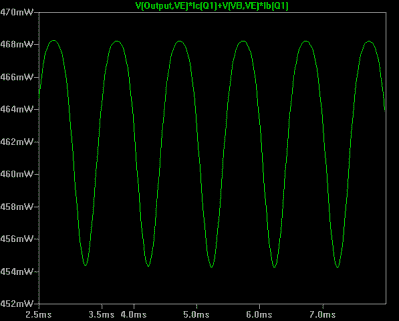 V(Output,VE)*Ic(Q1)+V(VB,VE)*Ib(Q1)
470mW
468mW
466mW
464mW
462mW
460mW
458mW
456mW
454mW
452mW
2.5ms 3.5ms 4.0ms 5.0ms 6.0ms 7.0ms